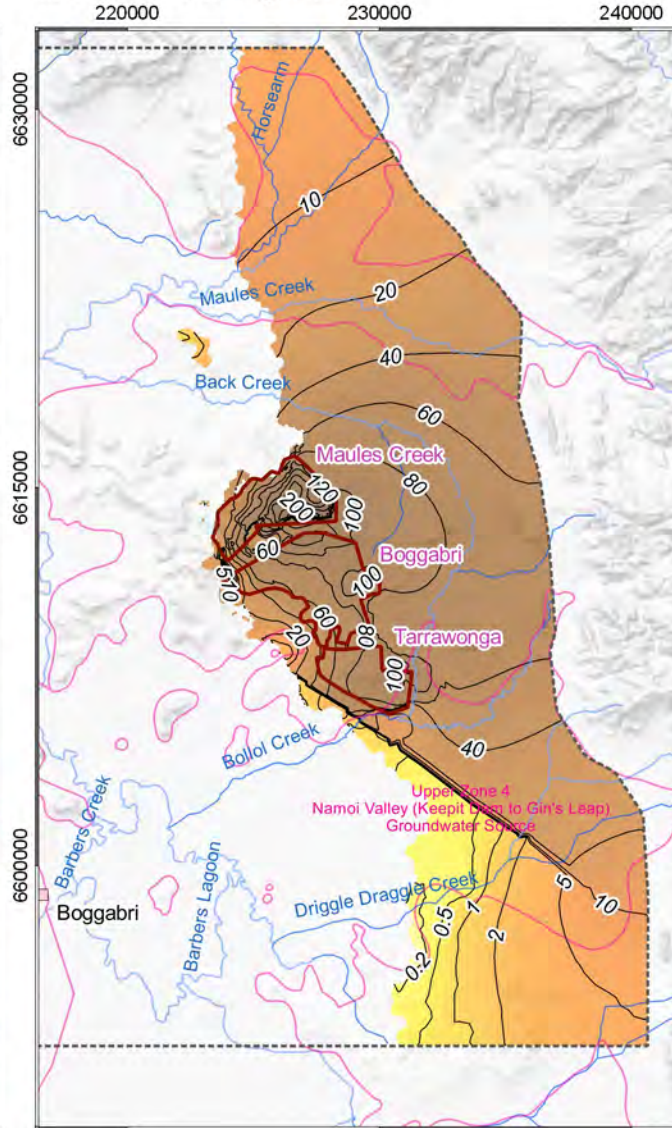 220000
230000
240000
6630000
Horsearm
10
Maules Creek
20
40
Back Creek
60
Maules Creek
80
120
200
100
6615000
60
Boggabri
100
510
60
20
80
Tarrawonga
100
40
Bollol Creek
Upper Zone 4
Namoi Valley (Keepit Dam to Gin's Leap)
Groundwater Source
Barbers Creek
6600000
5
10
Driggle Draggle Creek
Barbers Lagoon
0.5
1
2
0.2
Boggabri